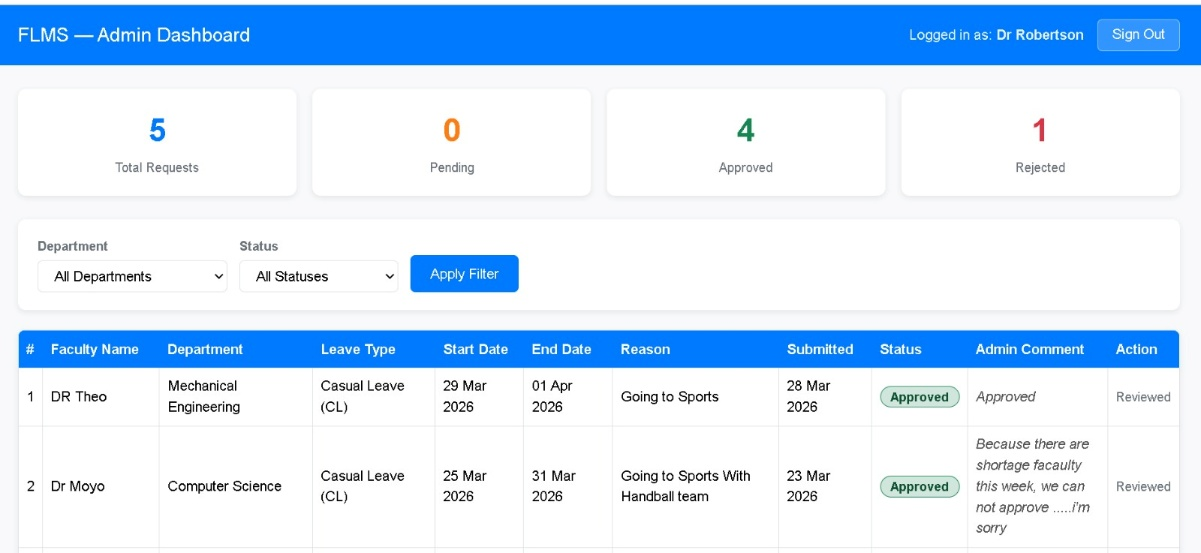 FLMS — Admin Dashboard
Logged in as: Dr Robertson
Sign Out
5
Total Requests
0
Pending
4
Approved
1
Rejected
Department
All Departments
Status
All Statuses
Apply Filter
# Faculty Name Department Leave Type Start Date End Date Reason Submitted Status Admin Comment Action
1
DR Theo
Mechanical
Engineering
Casual Leave
(CL)
29 Mar
2026
01 Apr
2026
Going to Sports
28 Mar
2026
Approved
Approved
Reviewed
2
Dr Moyo
Computer Science
Casual Leave
(CL)
25 Mar
2026
31 Mar
2026
Going to Sports With
Handball team
23 Mar
2026
Approved
Because there are
shortage facaulty
this week, we can
not approve .....i'm
sorry
Reviewed